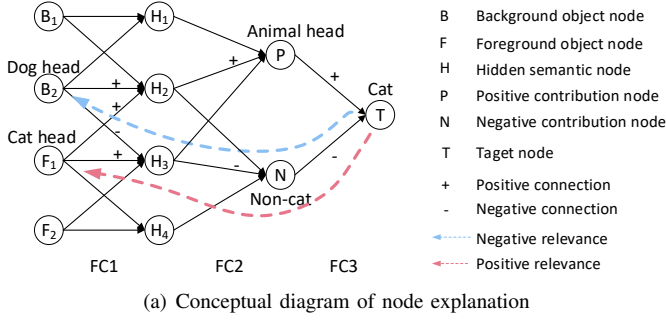 B1
H1
Animal head
P
Dog head
+
+
B2
+
H2
Cat
+
T
Cat head
-
F1
+
H3
-
N
-
Non-cat
F2
H4
FC1
FC2
FC3
B Background object node
F Foreground object node
H Hidden semantic node
P Positive contribution node
N Negative contribution node
T Taget node
+ Positive connection
- Negative connection
Negative relevance
Positive relevance
(a) Conceptual diagram of node explanation